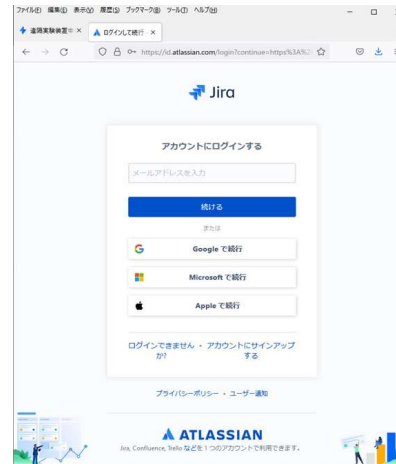 ファイル(F) 編集(E) 表示(V) 履歴(S) ブックマーク(B) ツール(T) ヘルプ(H)
遠隔実験装置
ログインして続行
https://id.atlassian.com/login?continue=https%3A%2
Jira
アカウントにログインする
メールアドレスを入力
続ける
または
Google で続行
Microsoft で続行
Apple で続行
ログインできません ・ アカウントにサインアップ
か? する
プライバシーポリシー ・ ユーザー通知
ATLASSIAN
Jira, Confluence, Trello などを 1 つのアカウントで利用できます。